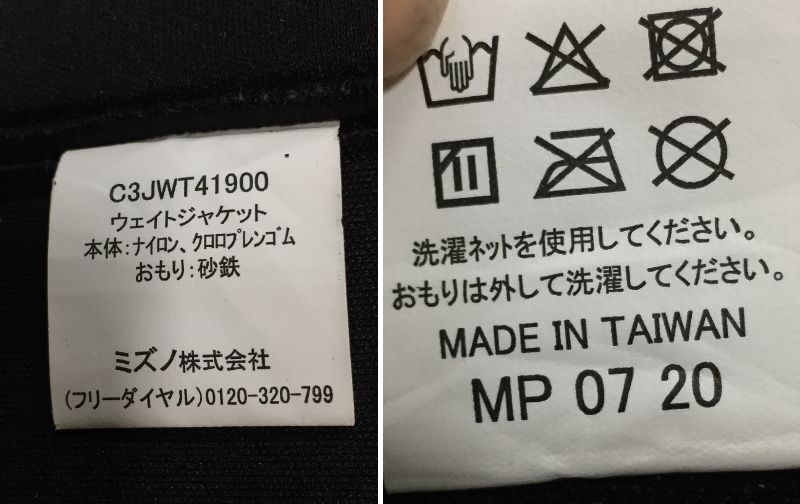 C3JWT41900
ウェイトジャケット
本体：ナイロン、クロロプレンゴム
おもり：砂鉄
ミズノ株式会社
(フリーダイヤル)0120-320-799
洗濯ネットを使用してください。
おもりは外して洗濯してください。
MADE IN TAIWAN
MP 07 20